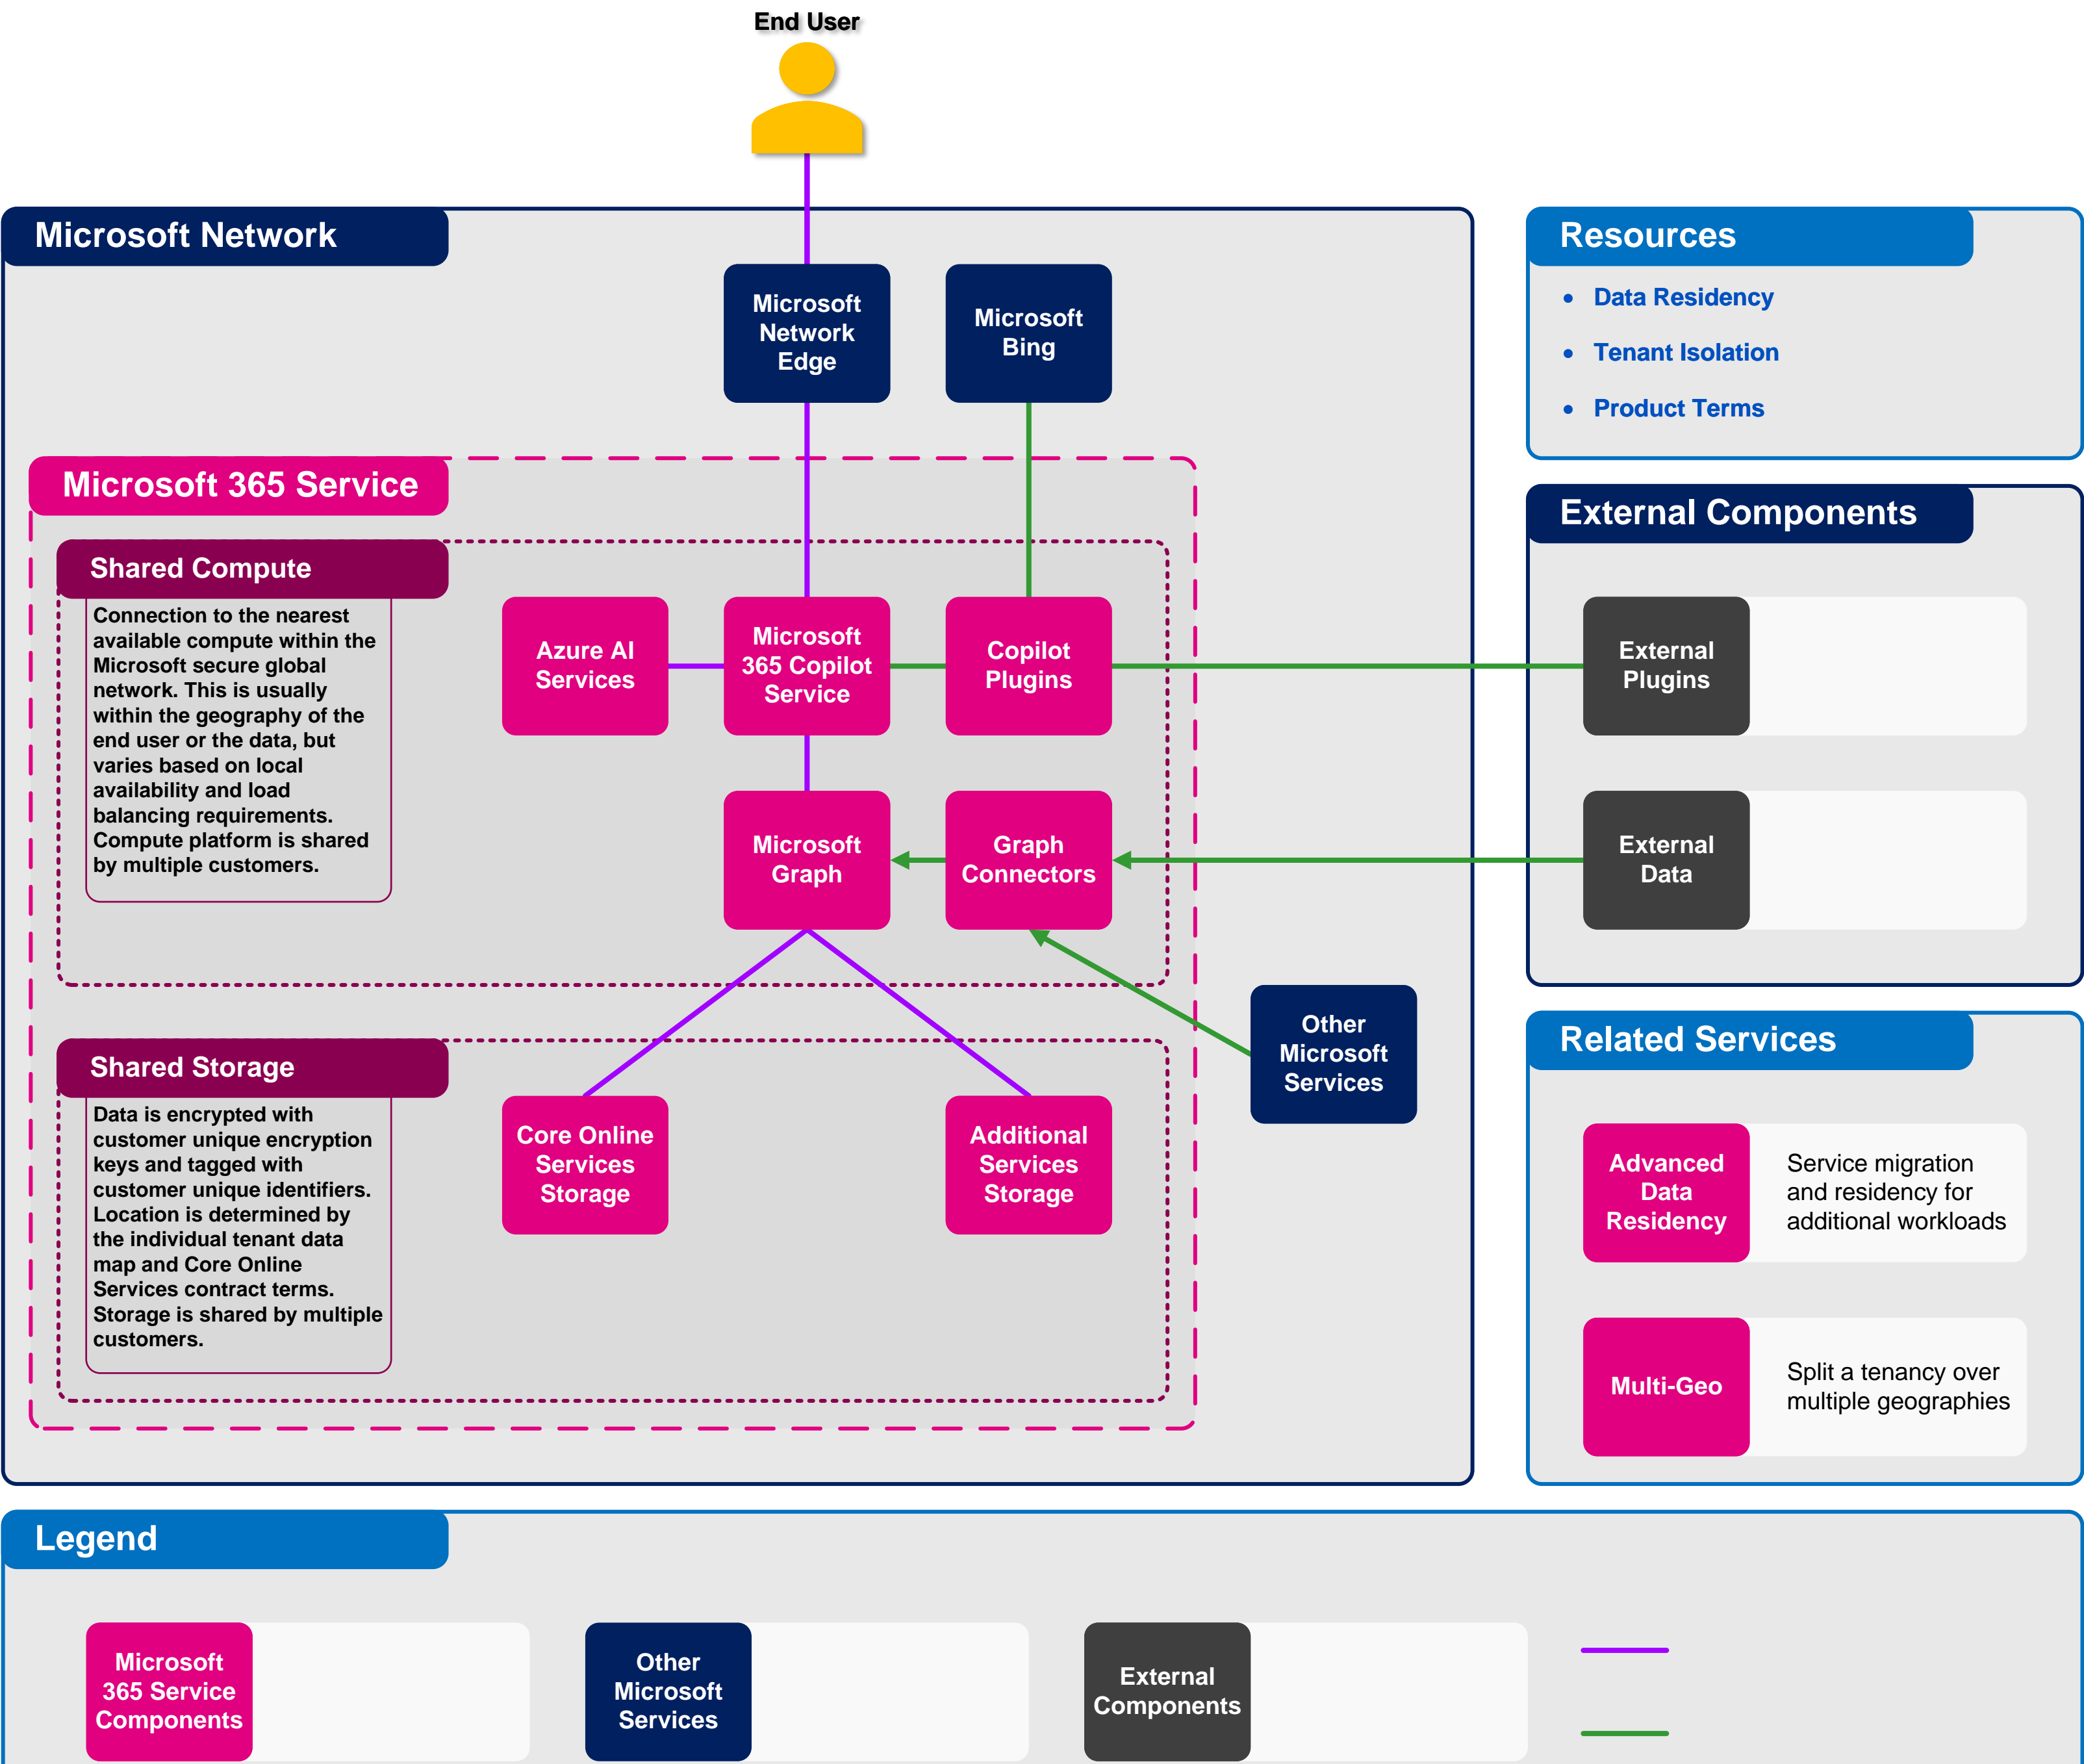 End User
Microsoft Network
Microsoft
Network
Edge
Microsoft
Bing
Microsoft 365 Service
Shared Compute
Connection to the nearest
available compute within the
Microsoft secure global
network. This is usually
within the geography of the
end user or the data, but
varies based on local
availability and load
balancing requirements.
Compute platform is shared
by multiple customers.
Azure AI
Services
Microsoft
365 Copilot
Service
Copilot
Plugins
Microsoft
Graph
Graph
Connectors
Other
Microsoft
Services
Shared Storage
Data is encrypted with
customer unique encryption
keys and tagged with
customer unique identifiers.
Location is determined by
the individual tenant data
map and Core Online
Services contract terms.
Storage is shared by multiple
customers.
Core Online
Services
Storage
Additional
Services
Storage
Resources
• Data Residency
• Tenant Isolation
• Product Terms
External Components
External
Plugins
External
Data
Related Services
Advanced
Data
Residency
Service migration
and residency for
additional workloads
Multi-Geo
Split a tenancy over
multiple geographies
Legend
Microsoft
365 Service
Components
Other
Microsoft
Services
External
Components